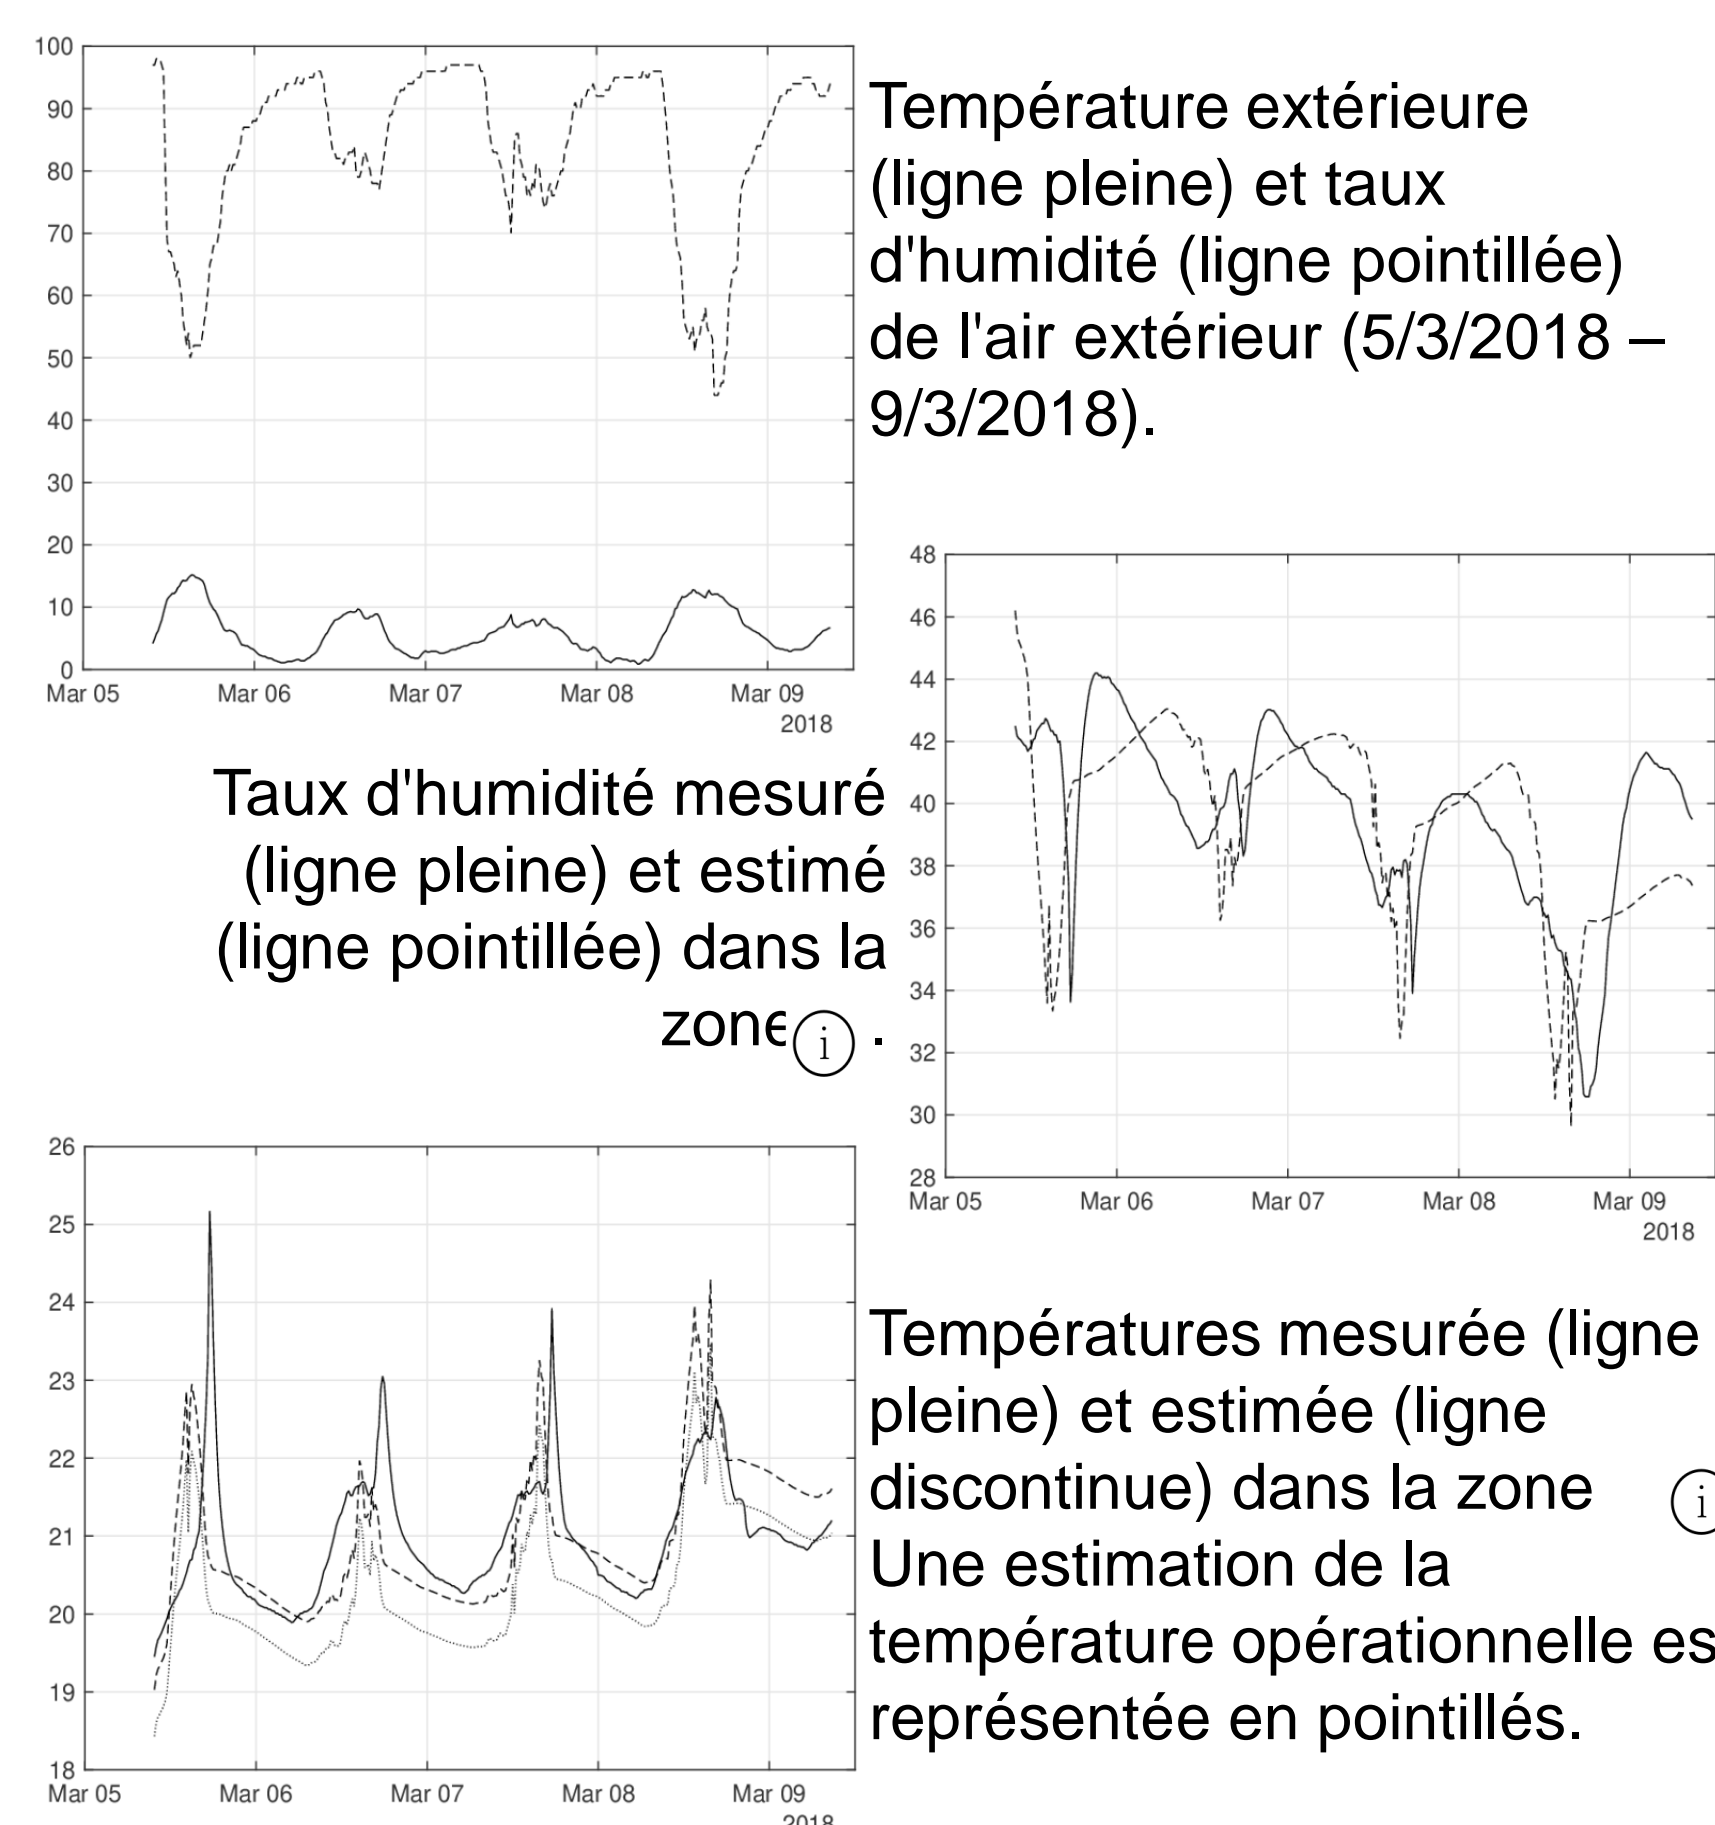 100
90
80
70
60
50
40
30
20
10
0
Mar 05 Mar 06 Mar 07 Mar 08 Mar 09
2018
Température extérieure
(ligne pleine) et taux
d'humidité (ligne pointillée)
de l'air extérieur (5/3/2018 –
9/3/2018).
Taux d'humidité mesuré
(ligne pleine) et estimé
(ligne pointillée) dans la
zone i .
48
46
44
42
40
38
36
34
32
30
28
Mar 05 Mar 06 Mar 07 Mar 08 Mar 09
2018
26
25
24
23
22
21
20
19
18
Mar 05 Mar 06 Mar 07 Mar 08 Mar 09
2018
Températures mesurée (ligne
pleine) et estimée (ligne
discontinue) dans la zone i
Une estimation de la
température opérationnelle es
représentée en pointillés.